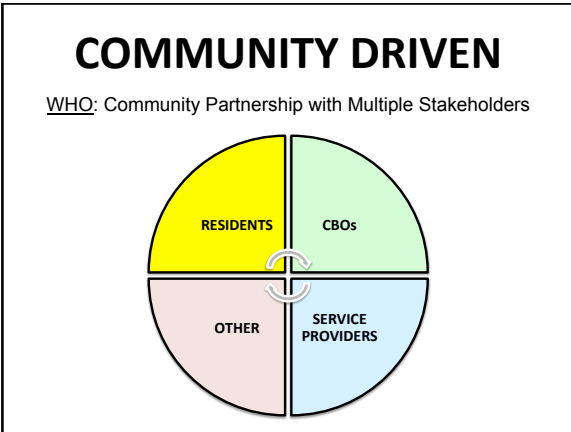 COMMUNITY DRIVEN
WHO: Community Partnership with Multiple Stakeholders
RESIDENTS
CBOs
OTHER
SERVICE
PROVIDERS